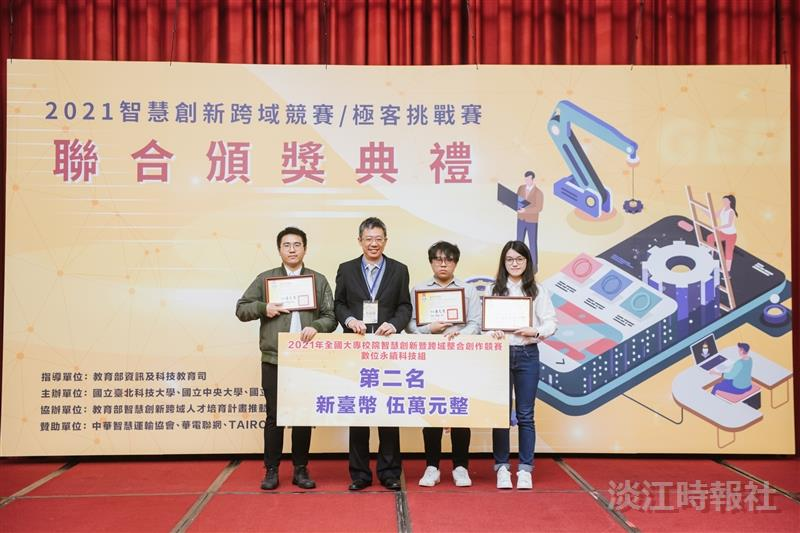 2021智慧創新跨域競賽/極客挑戰賽
聯合頒獎典禮
2021年全國大專校院智慧創新暨跨域整合創作競賽
數位永續科技組
第二名
新臺幣 伍萬元整
指導單位：教育部資訊及科技教育司
主辦單位：國立臺北科技大學、國立中央大學、國立
協辦單位：教育部智慧創新跨域人才培育計畫推動
贊助單位：中華智慧運輸協會、華電聯網、TAIRO
淡江時報社